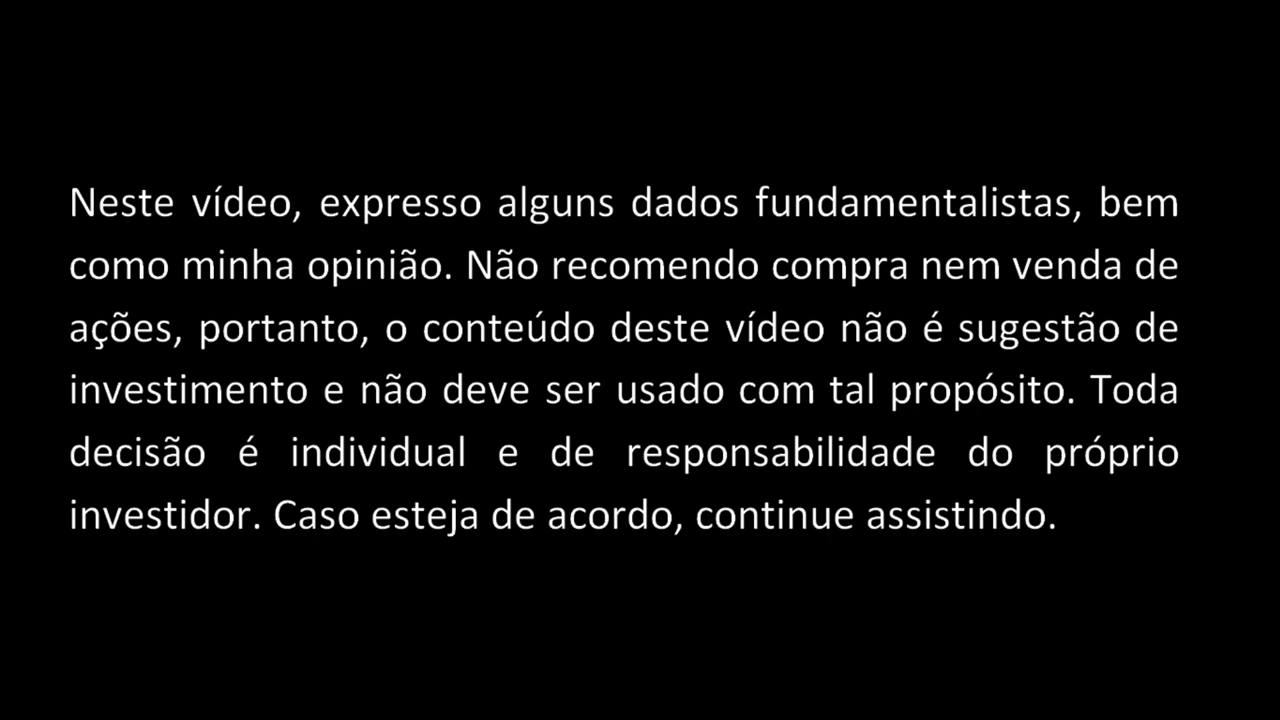 Neste vídeo, expresso alguns dados fundamentalistas, bem
como minha opinião. Não recomendo compra nem venda de
ações, portanto, o conteúdo deste vídeo não é sugestão de
investimento e não deve ser usado com tal propósito. Toda
decisão é individual e de responsabilidade do próprio
investidor. Caso esteja de acordo, continue assistindo.